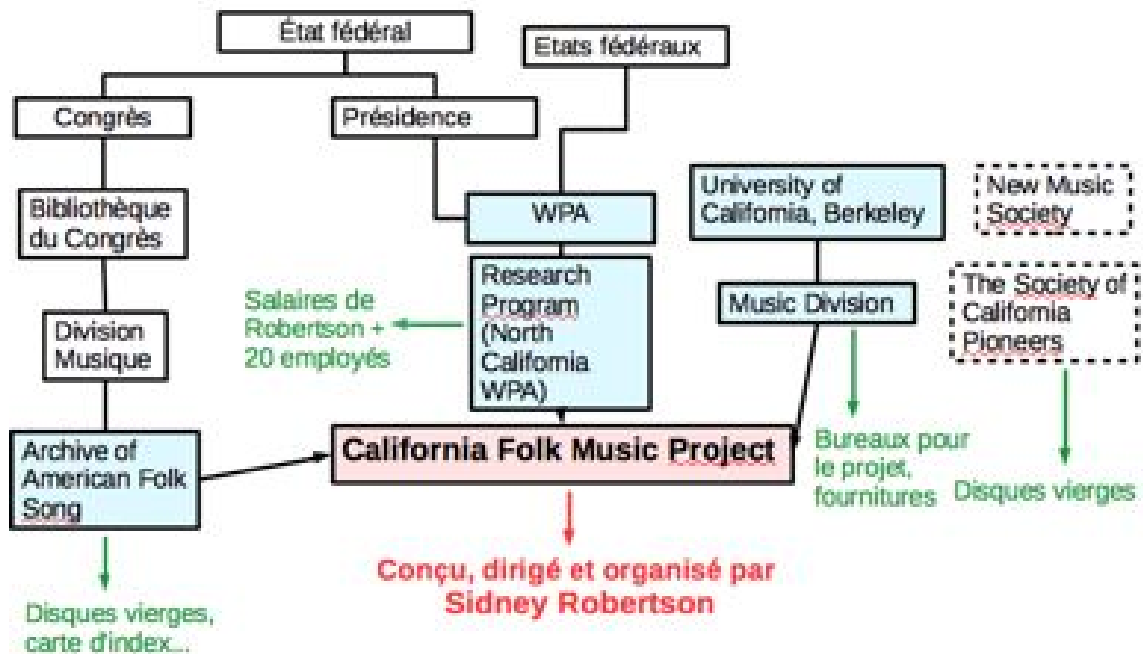 État fédéral
Etats fédéraux
Congrès
Présidence
Bibliothèque
du Congrès
WPA
University of
California, Berkeley
New Music
Society
Research
Program
(North
California
WPA)
Salaires de
Robertson +
20 employés
Division
Musique
Music Division
The Society of
California
Pioneers
Archive of
American Folk
Song
California Folk Music Project
Bureaux pour
le projet,
fournitures
Disques vierges
Conçu, dirigé et organisé par
Sidney Robertson
Disques vierges,
carte d'index...